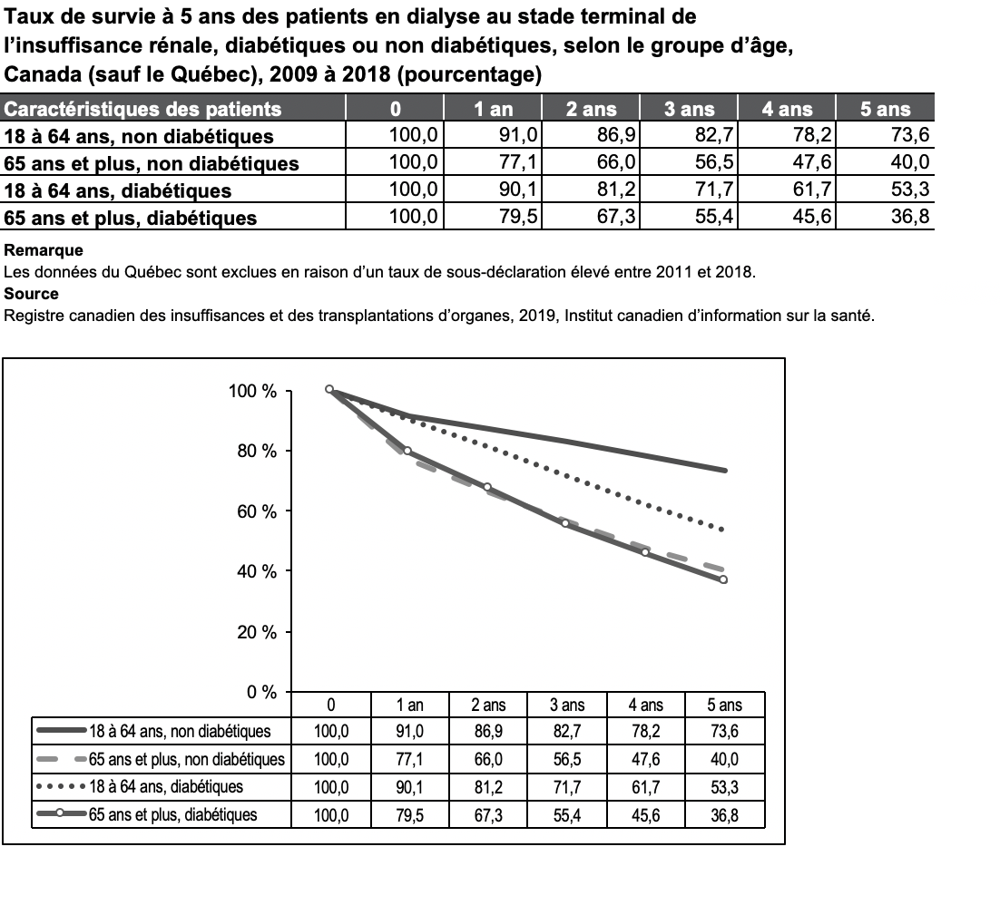 Taux de survie à 5 ans des patients en dialyse au stade terminal de
l’insuffisance rénale, diabétiques ou non diabétiques, selon le groupe d’âge,
Canada (sauf le Québec), 2009 à 2018 (pourcentage)
Caractéristiques des patients 0 1 an 2 ans 3 ans 4 ans 5 ans
18 à 64 ans, non diabétiques 100,0 91,0 86,9 82,7 78,2 73,6
65 ans et plus, non diabétiques 100,0 77,1 66,0 56,5 47,6 40,0
18 à 64 ans, diabétiques 100,0 90,1 81,2 71,7 61,7 53,3
65 ans et plus, diabétiques 100,0 79,5 67,3 55,4 45,6 36,8
Remarque
Les données du Québec sont exclues en raison d’un taux de sous-déclaration élevé entre 2011 et 2018.
Source
Registre canadien des insuffisances et des transplantations d’organes, 2019, Institut canadien d’information sur la santé.
100 %
80 %
60 %
40 %
20 %
0 %
0 1 an 2 ans 3 ans 4 ans 5 ans
18 à 64 ans, non diabétiques 100,0 91,0 86,9 82,7 78,2 73,6
65 ans et plus, non diabétiques 100,0 77,1 66,0 56,5 47,6 40,0
18 à 64 ans, diabétiques 100,0 90,1 81,2 71,7 61,7 53,3
65 ans et plus, diabétiques 100,0 79,5 67,3 55,4 45,6 36,8